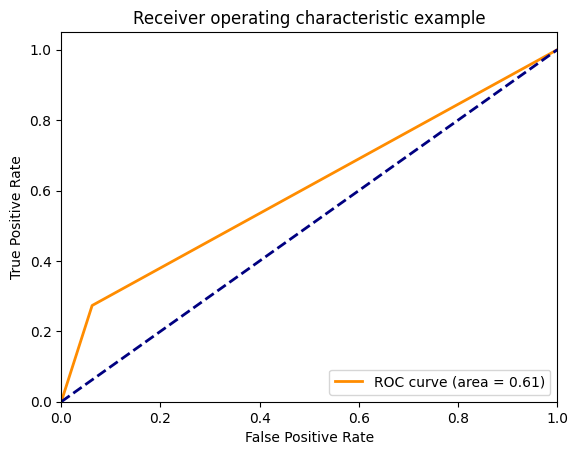 Receiver operating characteristic example
True Positive Rate
1.0
0.8
0.6
0.4
0.2
0.0
ROC curve (area = 0.61)
0.0 0.2 0.4 0.6 0.8 1.0
False Positive Rate